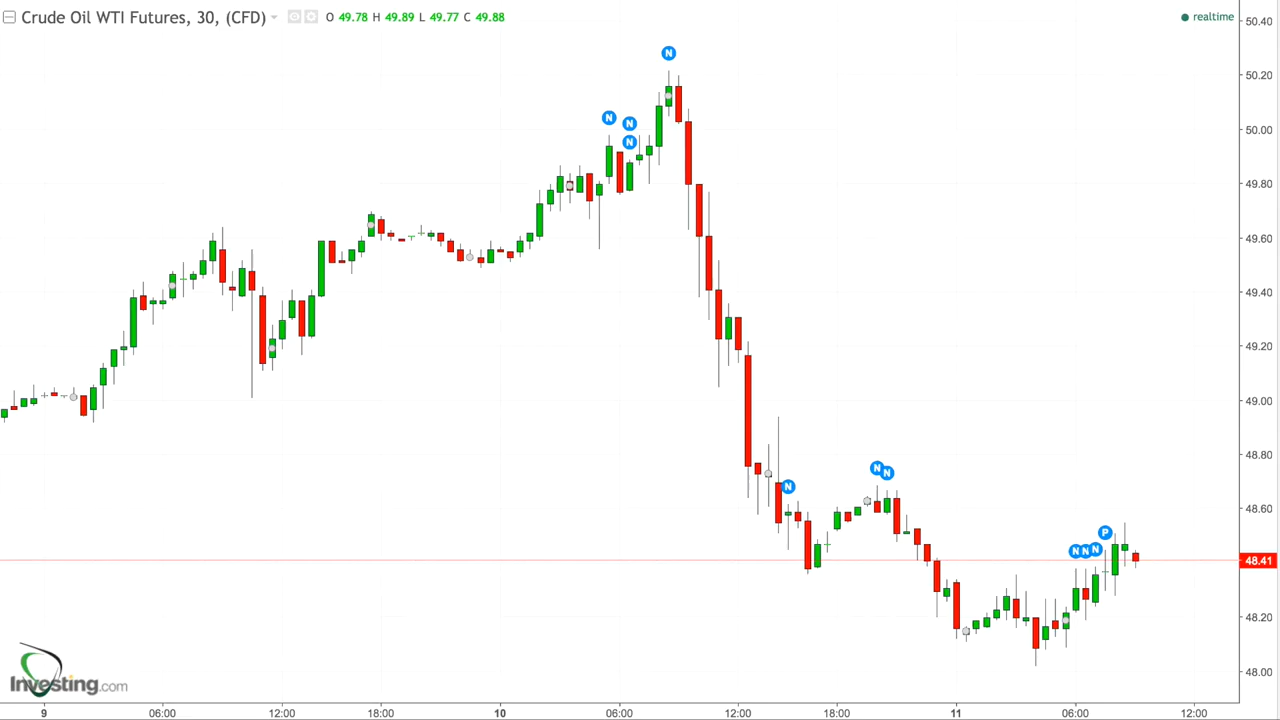 Crude Oil WTI Futures, 30, (CFD) O 49.78 H 49.89 L 49.77 C 49.88
realtime
50.40
N
50.20
N
N
50.00
N
49.80
49.60
49.40
49.20
49.00
48.80
N N
N
48.60
P
N N N
48.41
48.20
48.00
Investing.com
9 06:00 12:00 18:00 10 06:00 12:00 18:00 11 06:00 12:00